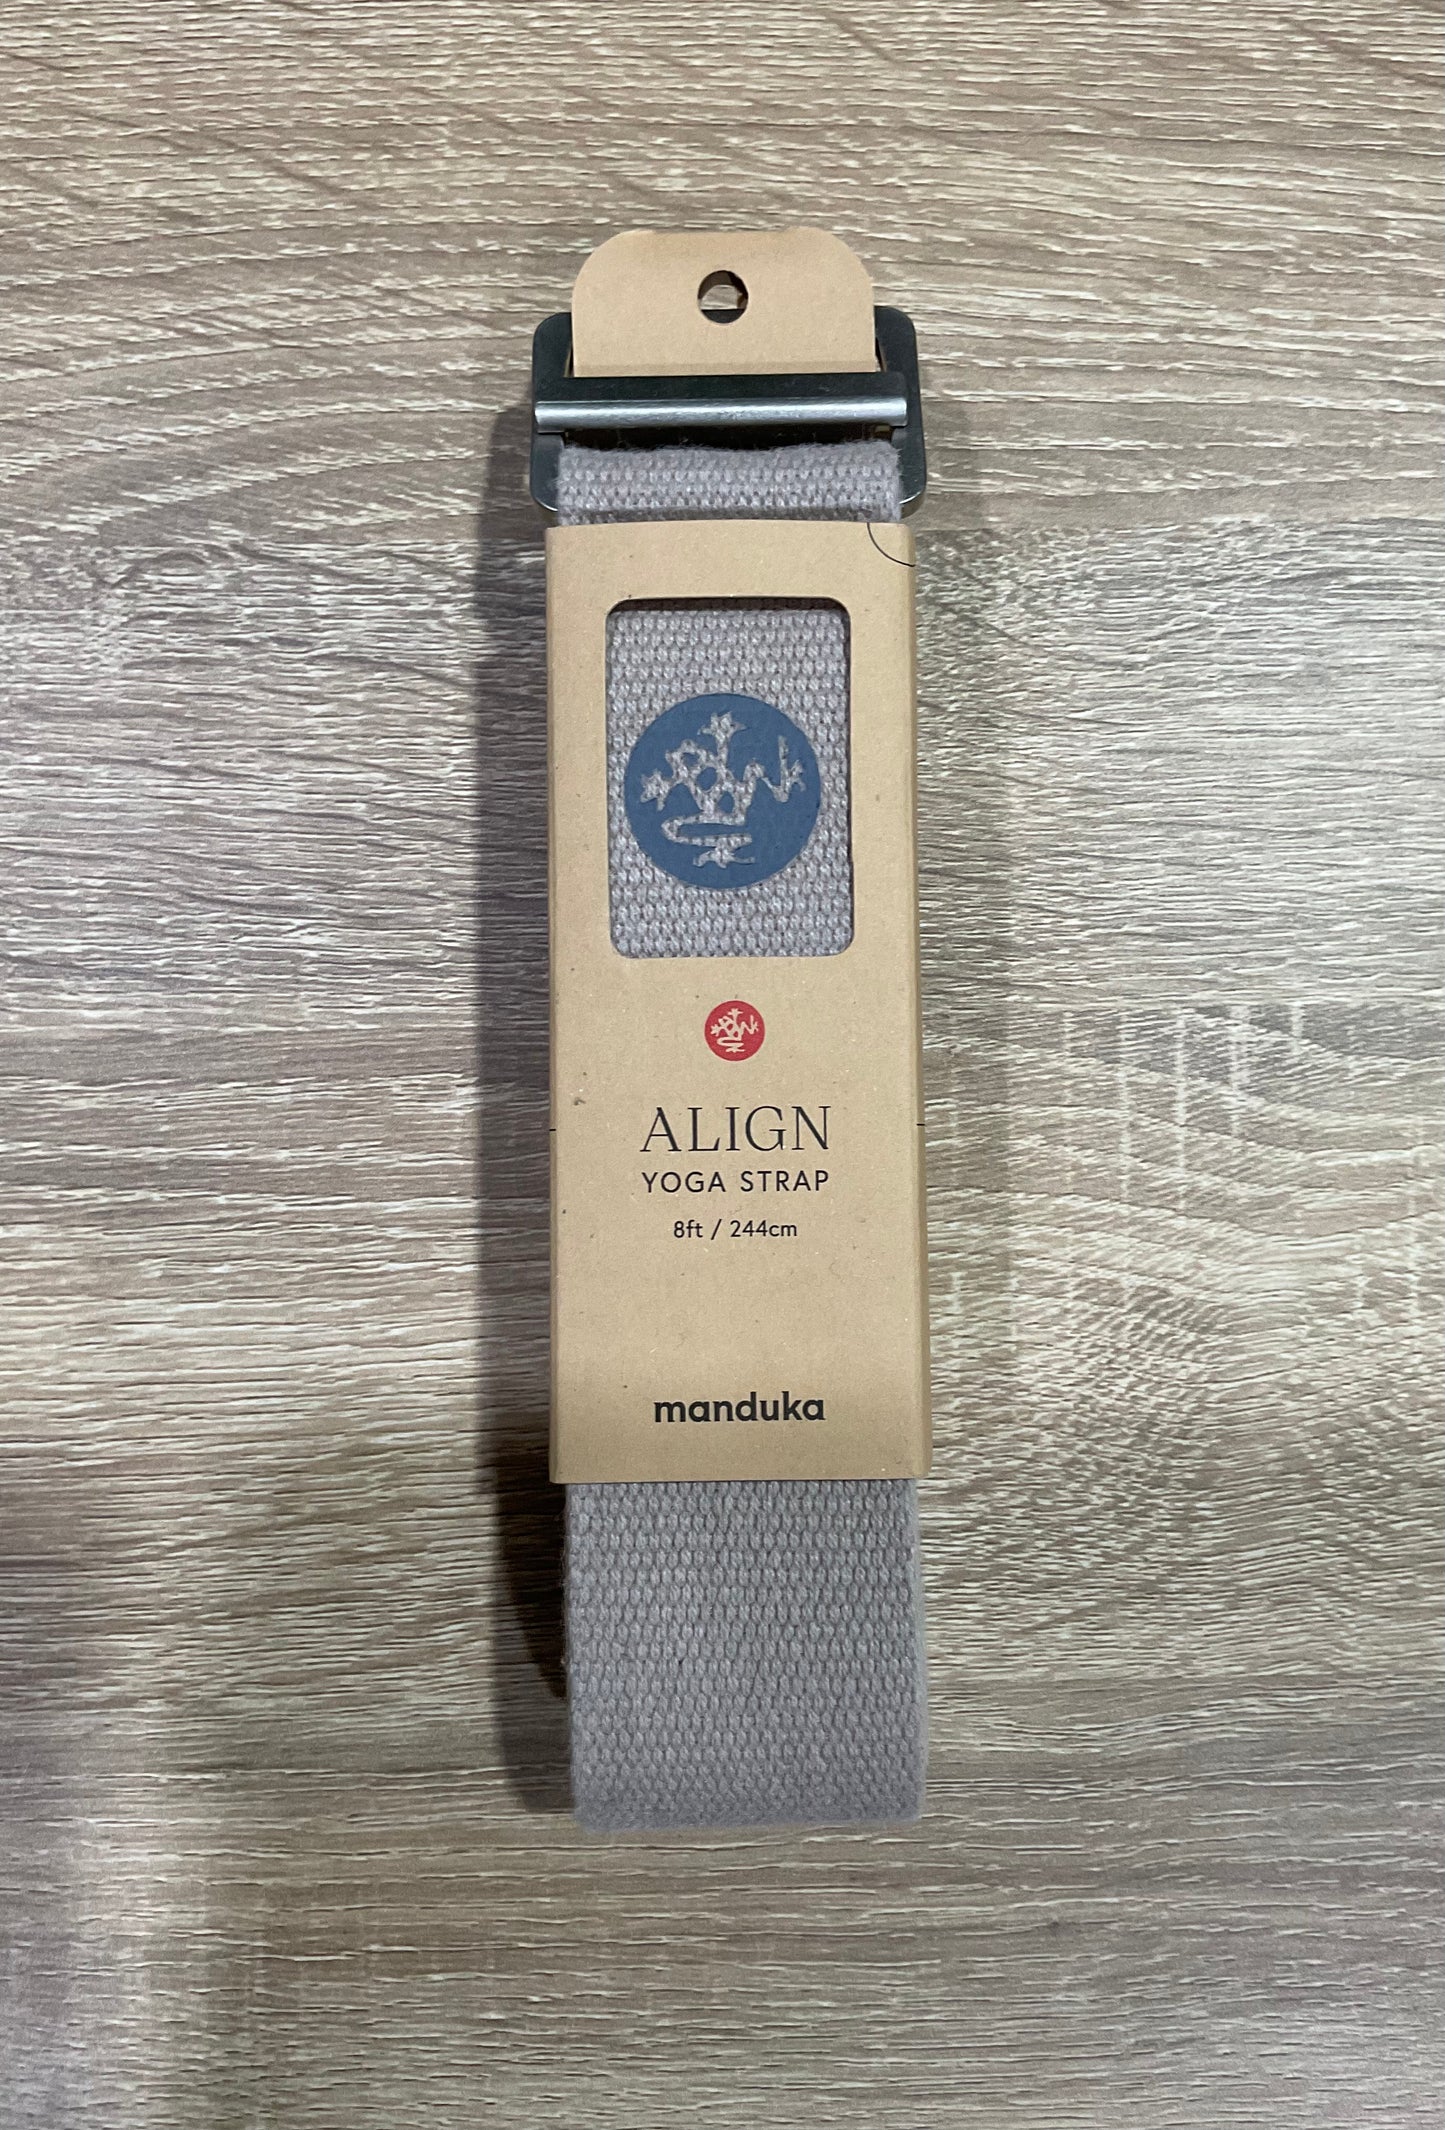 ALIGN
YOGA STRAP
8ft / 244cm
manduka